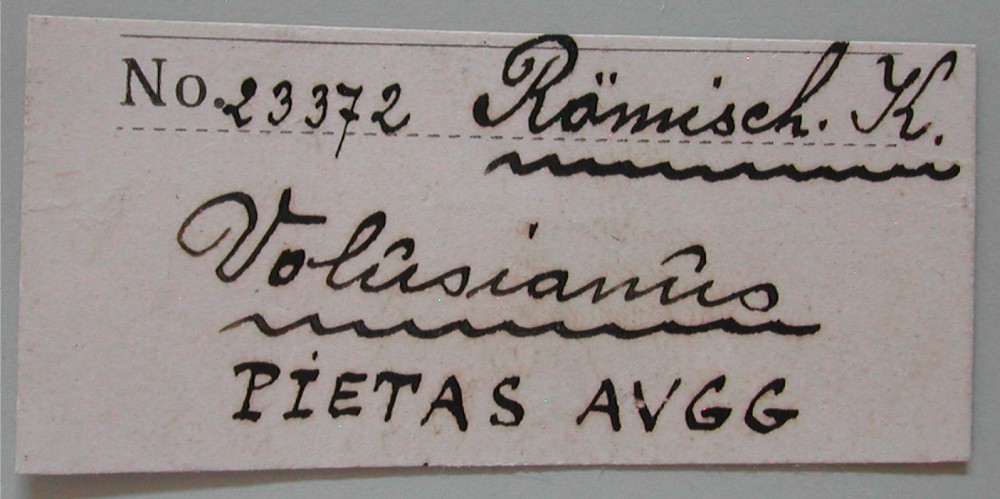 No. 23372 Römisch. K.
Volusianus
PIETAS AVGG